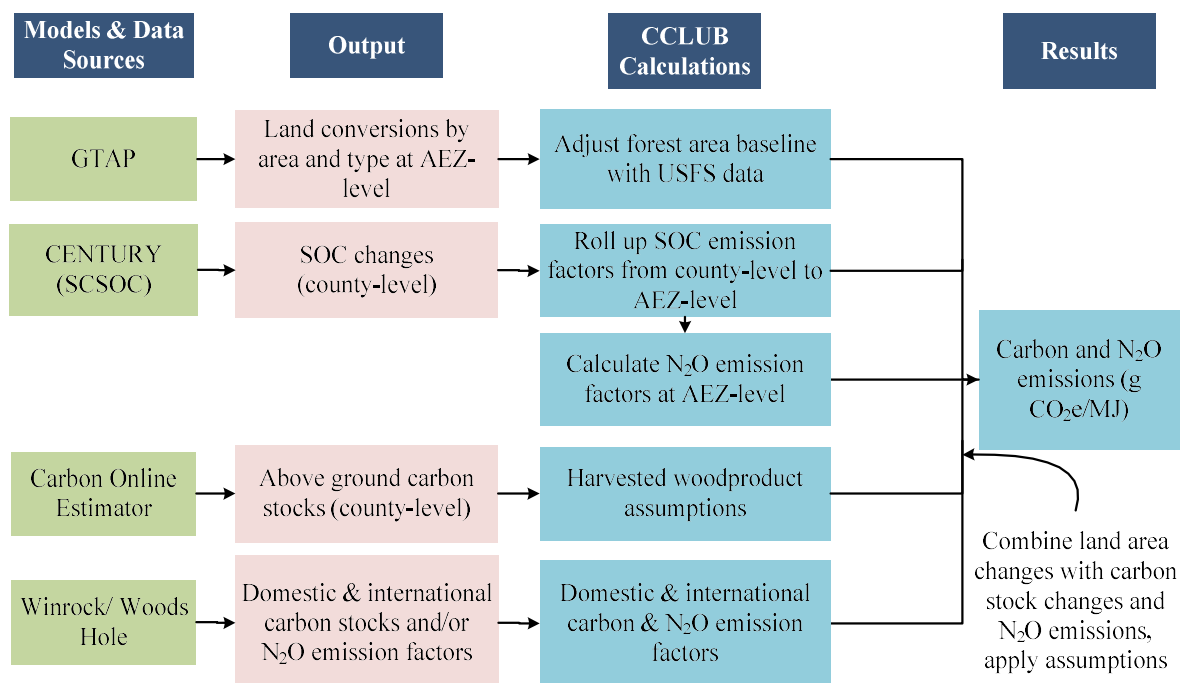 Models & Data
Sources
Output
CCLUB
Calculations
Results
GTAP
Land conversions by
area and type at AEZ-
level
Adjust forest area baseline
with USFS data
CENTURY
(SCSOC)
SOC changes
(county-level)
Roll up SOC emission
factors from county-level to
AEZ-level
Calculate N₂O emission
factors at AEZ-level
Carbon and N₂O
emissions (g
CO₂e/MJ)
Carbon Online
Estimator
Above ground carbon
stocks (county-level)
Harvested woodproduct
assumptions
Combine land area
changes with carbon
stock changes and
N₂O emissions,
apply assumptions
Winrock/ Woods
Hole
Domestic & international
carbon stocks and/or
N₂O emission factors
Domestic & international
carbon & N₂O emission
factors